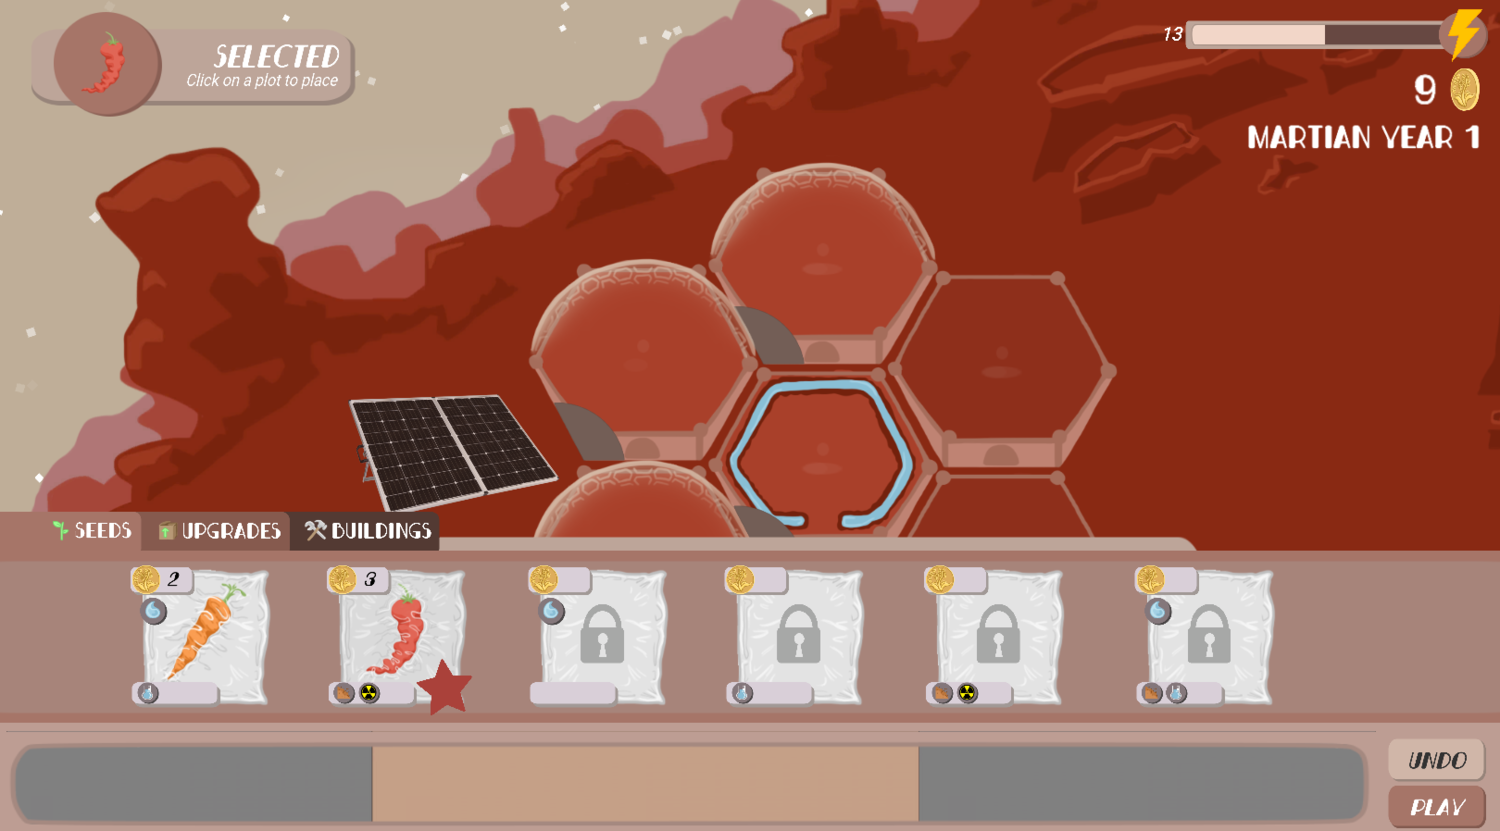 SELECTED
Click on a plot to place
13
9
MARTIAN YEAR 1
SEEDS
UPGRADES
BUILDINGS
2
3
UNDO
PLAY